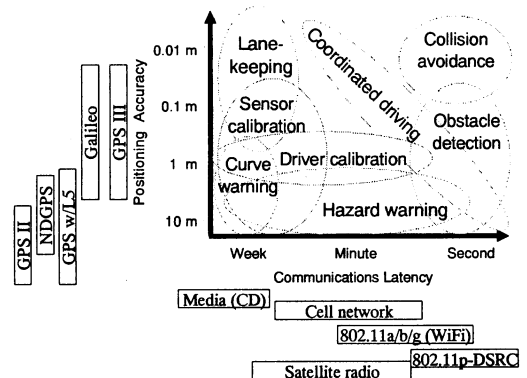 0.01 m
0.1 m
1 m
10 m
Positioning Accuracy
Galileo
GPS III
GPS II
NDGPS
GPS w/L5
Lane-
keeping
Coordinated driving
Collision
avoidance
Sensor
calibration
Obstacle
detection
Curve
warning
Driver calibration
Hazard warning
Week
Minute
Second
Communications Latency
Media (CD)
Cell network
802.11a/b/g (WiFi)
802.11p-DSRC
Satellite radio